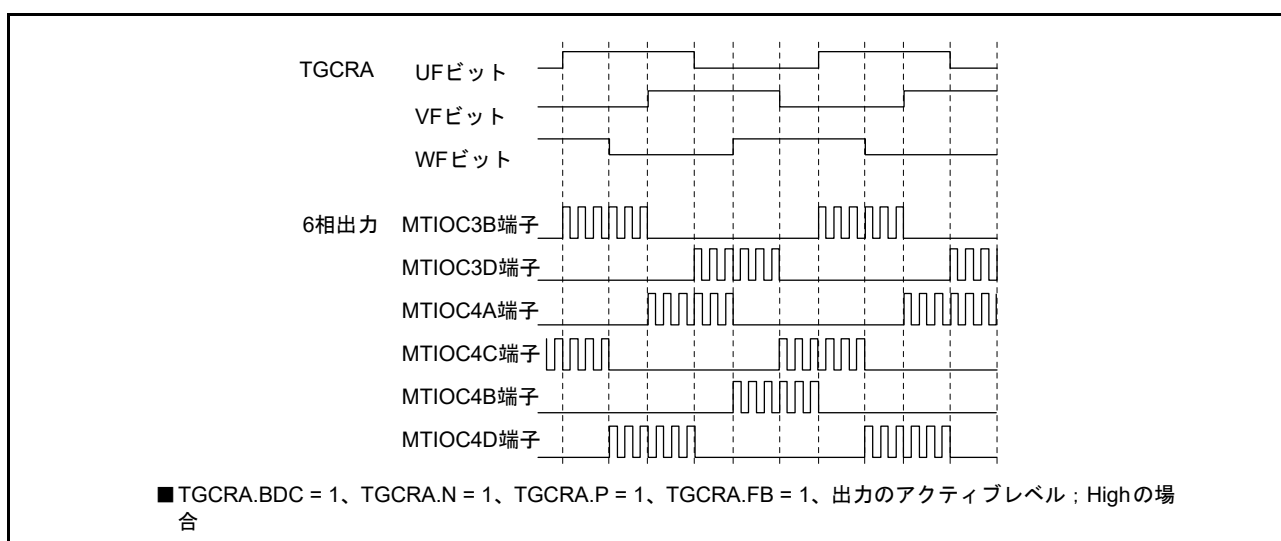 TGCRA UFビット
VFビット
WFビット
6相出力 MTIOC3B端子
MTIOC3D端子
MTIOC4A端子
MTIOC4C端子
MTIOC4B端子
MTIOC4D端子
■TGCRA.BDC = 1、TGCRA.N = 1、TGCRA.P = 1、TGCRA.FB = 1、出力のアクティブレベル ; Highの場
合